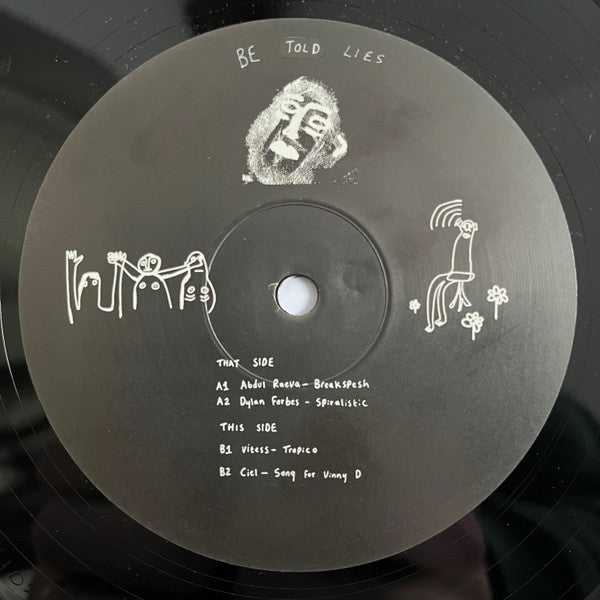 BE TOLD LIES
THAT SIDE
A1 Abdul Raeva - Breakspesh
A2 Dylan Forbes - Spiralistic
THIS SIDE
B1 Vitess - Tropico
B2 Ciel - Song For Vinny D